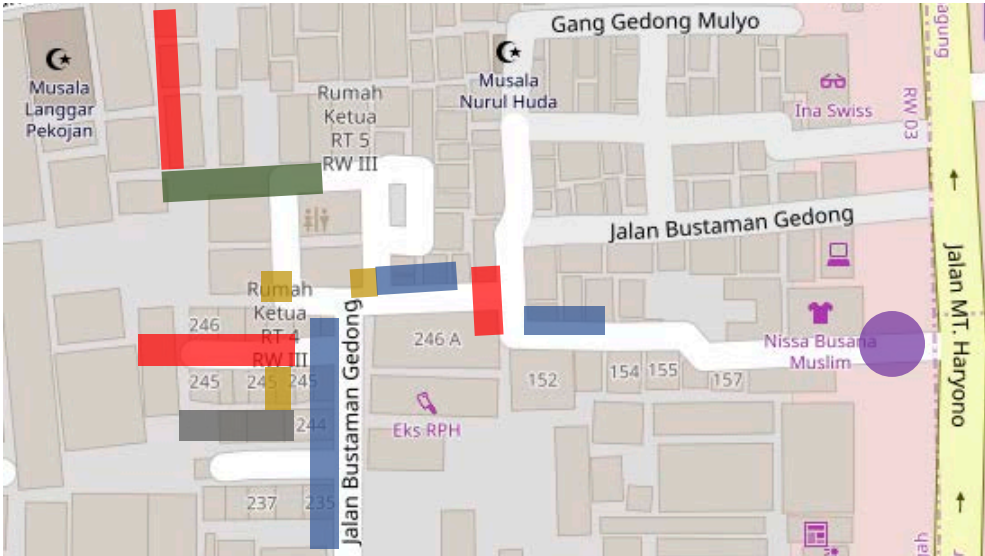 Gang Gedong Mulyo
agung
Musala
Langgar
Pekojan
Musala
Nurul Huda
Rumah
Ketua
RT 5
RW III
Ina Swiss
RW 03
Jalan Bustaman Gedong
Jalan MT. Haryono
Rumah
Ketua
RT 4
RW III
246
246 A
Nissa Busana
Muslim
245
245
245
152
154
155
157
Jalan Bustaman Gedong
244
Eks RPH
237
235
ah